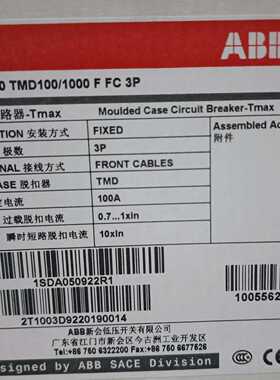 ABB
0 TMD100/1000 F FC 3P
路器-Tmax
Moulded Case Circuit Breaker-Tmax
TION 安装方式
FIXED
Assembled Ac
附件
极数
3P
NAL 接线方式
FRONT CABLES
ASE 脱扣器
TMD
定电流
100A
过载脱扣电流
0.7...1xin
瞬时短路脱扣电流
10xin
1SDA050922R1
1005562
2T1003D9220190014
ABB新会低压开关有限公司
广东省江门市新会区今古洲工业开发区
Tel: 86 750 6322200 Fax: 86 750 6677626
Made by ABB SACE Division